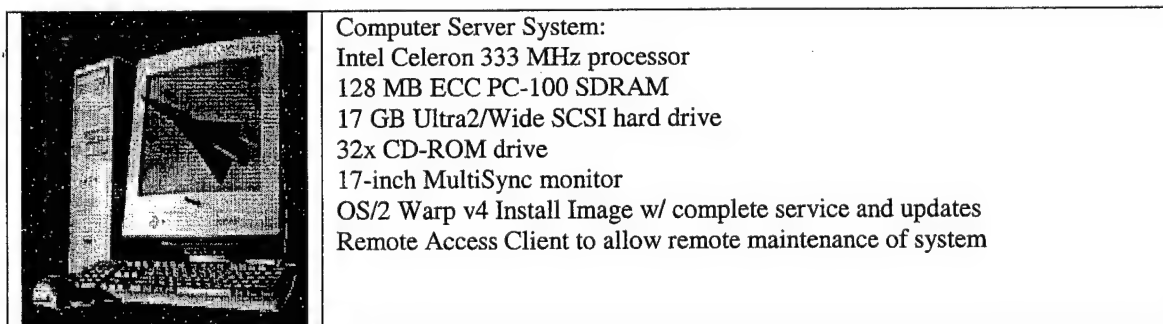 Computer Server System:
Intel Celeron 333 MHz processor
128 MB ECC PC-100 SDRAM
17 GB Ultra2/Wide SCSI hard drive
32x CD-ROM drive
17-inch MultiSync monitor
OS/2 Warp v4 Install Image w/ complete service and updates
Remote Access Client to allow remote maintenance of system